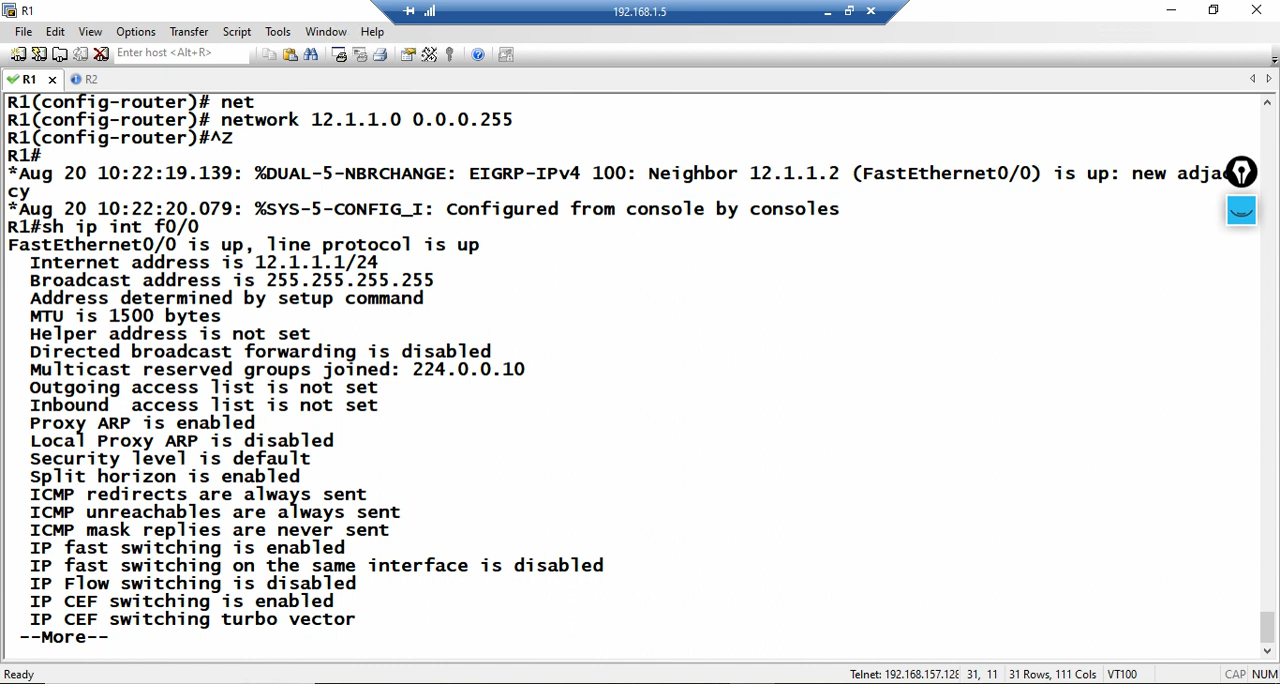 R1
192.168.1.5
File Edit View Options Transfer Script Tools Window Help
Enter host <Alt+R>
R1 R2
R1(config-router)# net
R1(config-router)# network 12.1.1.0 0.0.0.255
R1(config-router)#^Z
R1#
*Aug 20 10:22:19.139: %DUAL-5-NBRCHANGE: EIGRP-IPv4 100: Neighbor 12.1.1.2 (FastEthernet0/0) is up: new adja
cy
*Aug 20 10:22:20.079: %SYS-5-CONFIG_I: Configured from console by consoles
R1#sh ip int f0/0
FastEthernet0/0 is up, line protocol is up
Internet address is 12.1.1.1/24
Broadcast address is 255.255.255.255
Address determined by setup command
MTU is 1500 bytes
Helper address is not set
Directed broadcast forwarding is disabled
Multicast reserved groups joined: 224.0.0.10
Outgoing access list is not set
Inbound  access list is not set
Proxy ARP is enabled
Local Proxy ARP is disabled
Security level is default
Split horizon is enabled
ICMP redirects are always sent
ICMP unreachables are always sent
ICMP mask replies are never sent
IP fast switching is enabled
IP fast switching on the same interface is disabled
IP Flow switching is disabled
IP CEF switching is enabled
IP CEF switching turbo vector
--More--
Ready Telnet: 192.168.157.128 31, 11 31 Rows, 111 Cols VT100 CAP NUM